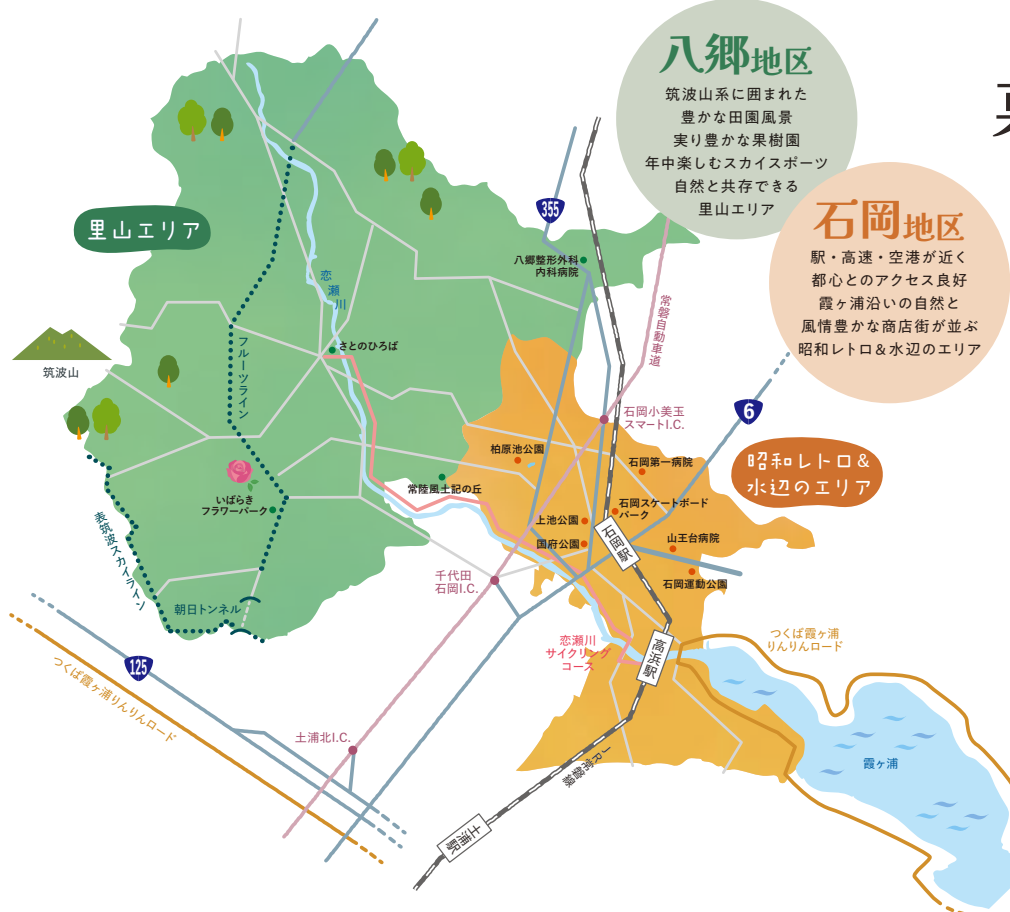 八郷地区
筑波山系に囲まれた
豊かな田園風景
実り豊かな果樹園
年中楽しむスカイスポーツ
自然と共存できる
里山エリア
石岡地区
駅・高速・空港が近く
都心とのアクセス良好
霞ヶ浦沿いの自然と
風情豊かな商店街が並ぶ
昭和レトロ&水辺のエリア
里山エリア
355
八郷整形外科
内科病院
恋瀬川
常磐自動車道
さとのひろば
筑波山
フルーツライン
石岡小美玉
スマートI.C.
6
昭和レトロ&
水辺のエリア
柏原池公園
石岡第一病院
常陸風土記の丘
いばらき
フラワーパーク
石岡スケートボード
パーク
上池公園
国府公園
石岡駅
山王台病院
石岡運動公園
表筑波スカイライン
千代田
石岡I.C.
朝日トンネル
恋瀬川
サイクリング
コース
高浜駅
つくば霞ヶ浦
りんりんロード
125
つくば霞ヶ浦りんりんロード
土浦北I.C.
JR常磐線
霞ヶ浦
土浦駅